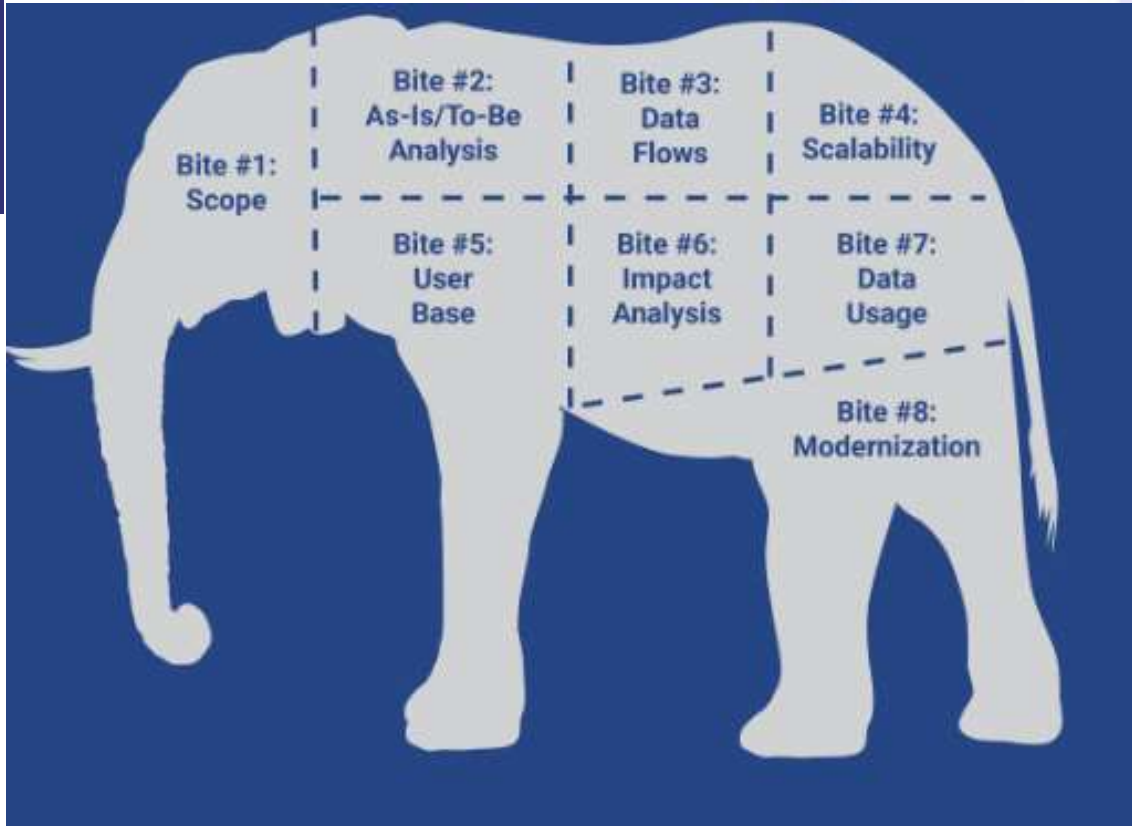 Bite #1:
Scope
Bite #2:
As-Is/To-Be
Analysis
Bite #3:
Data
Flows
Bite #4:
Scalability
Bite #5:
User
Base
Bite #6:
Impact
Analysis
Bite #7:
Data
Usage
Bite #8:
Modernization